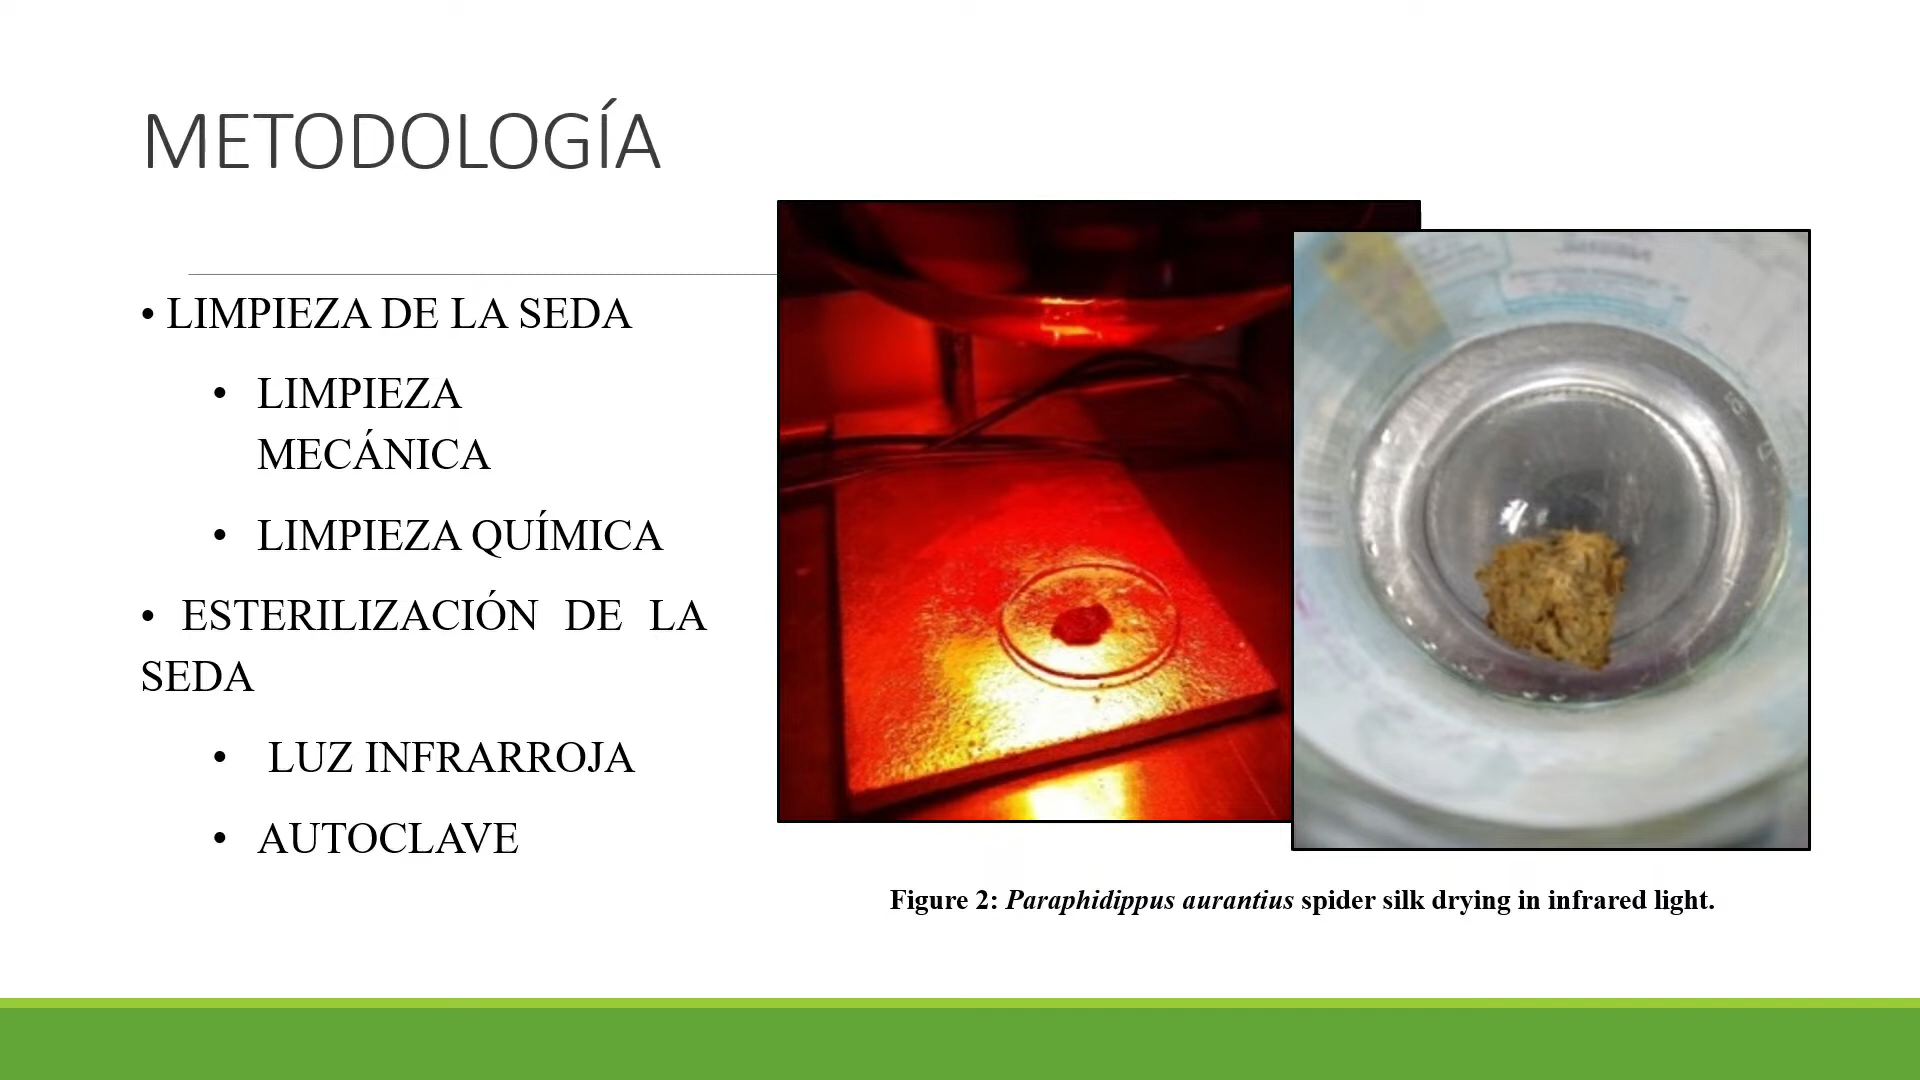 METODOLOGÍA
• LIMPIEZA DE LA SEDA
• LIMPIEZA
MECÁNICA
• LIMPIEZA QUÍMICA
• ESTERILIZACIÓN DE LA
SEDA
• LUZ INFRARROJA
• AUTOCLAVE
Figure 2: Paraphidippus aurantius spider silk drying in infrared light.